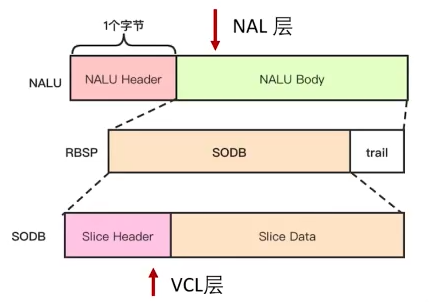 1个字节
NAL 层
NALU NALU Header NALU Body
RBSP SODB trail
SODB Slice Header Slice Data
VCL层